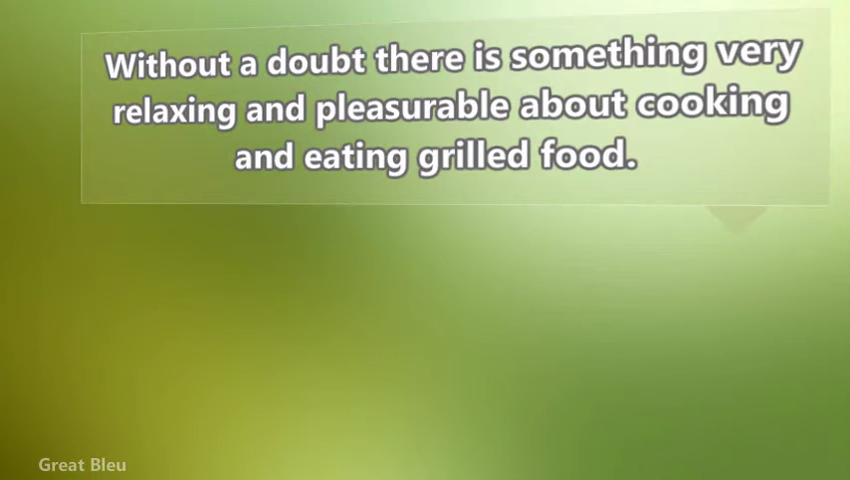 Without a doubt there is something very
relaxing and pleasurable about cooking
and eating grilled food.
Great Bleu